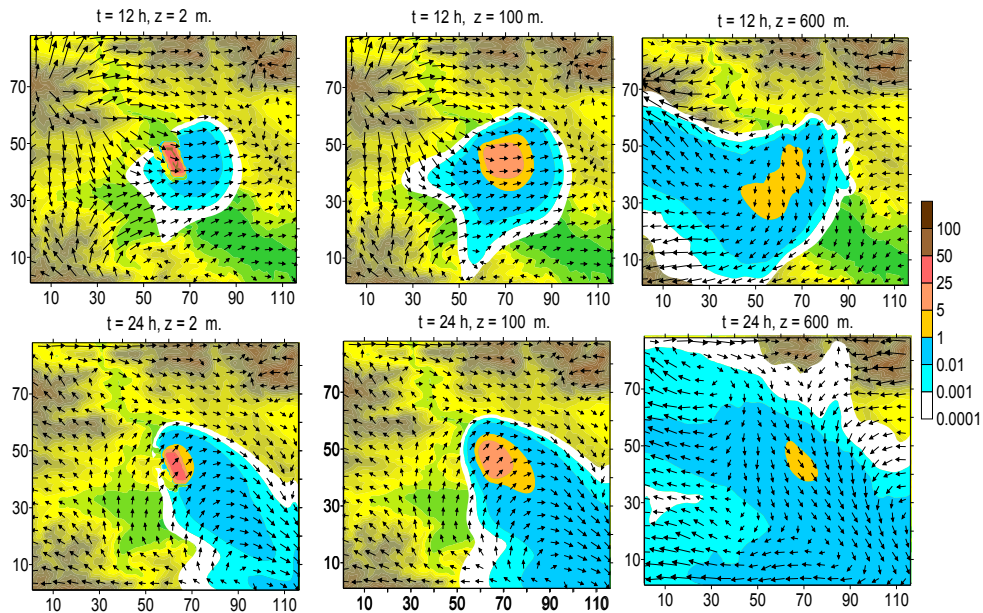 t = 12 h, z = 2  m.
t = 12 h,  z = 100 m.
t = 12 h, z = 600  m.
70
50
30
10
10 30 50 70 90 110
10 30 50 70 90 110
10 30 50 70 90 110
70
50
30
10
70
50
30
10
100
50
25
5
1
0.01
0.001
0.0001
t = 24 h, z = 2  m.
t = 24 h, z = 100  m.
t = 24 h, z = 600  m.
70
50
30
10
70
50
30
10
70
50
30
10
10 30 50 70 90 110
10 30 50 70 90 110
10 30 50 70 90 110